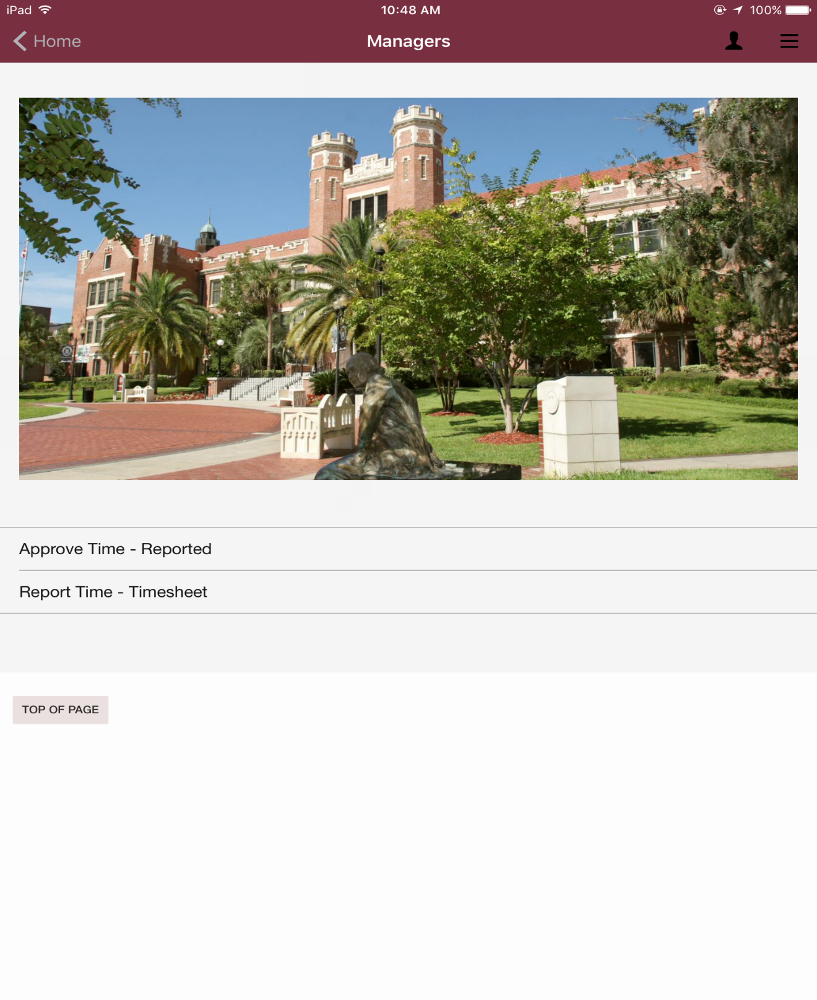 iPad
10:48 AM
100%
Home
Managers
Approve Time - Reported
Report Time - Timesheet
TOP OF PAGE